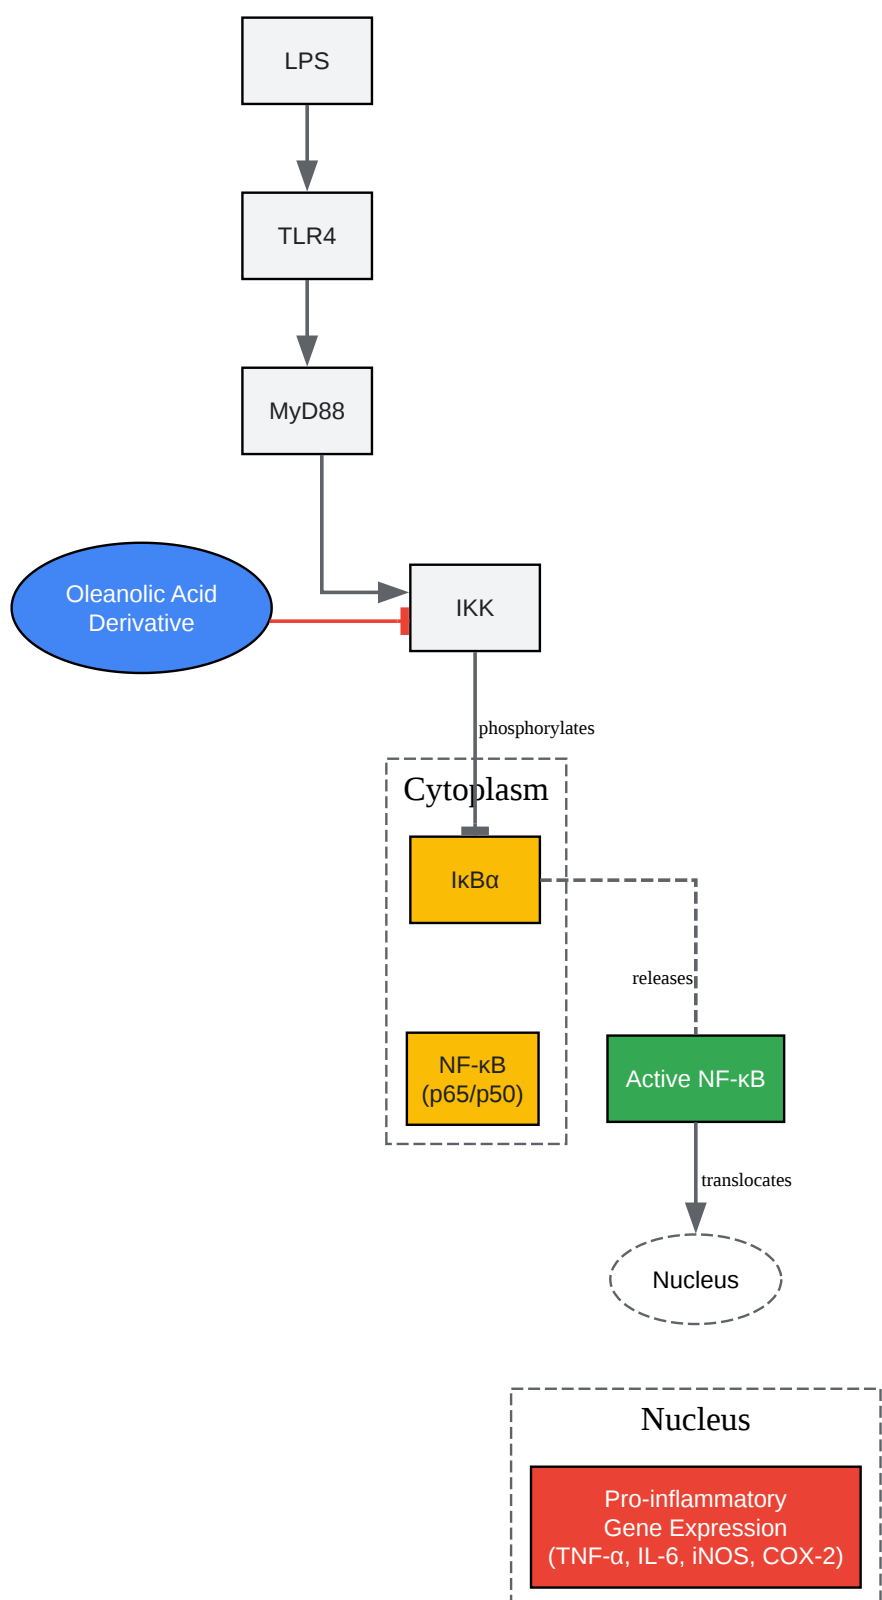 LPS
TLR4
MyD88
Oleanolic Acid
Derivative
IKK
phosphorylates
Cytoplasm
IκBα
releases
NF-κB
(p65/p50)
Active NF-κB
translocates
Nucleus
Nucleus
Pro-inflammatory
Gene Expression
(TNF-α, IL-6, iNOS, COX-2)